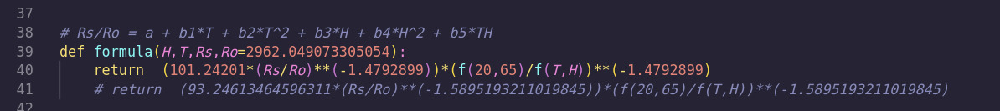 37
38 # Rs/Ro = a + b1*T + b2*T^2 + b3*H + b4*H^2 + b5*TH
39 def formula(H,T,Rs,Ro=2962.049073305054):
40 return (101.24201*(Rs/Ro)**(-1.4792899))*(f(20,65)/f(T,H))**(-1.4792899)
41 # return (93.24613464596311*(Rs/Ro)**(-1.5895193211019845))*(f(20,65)/f(T,H))**(-1.5895193211019845)
42